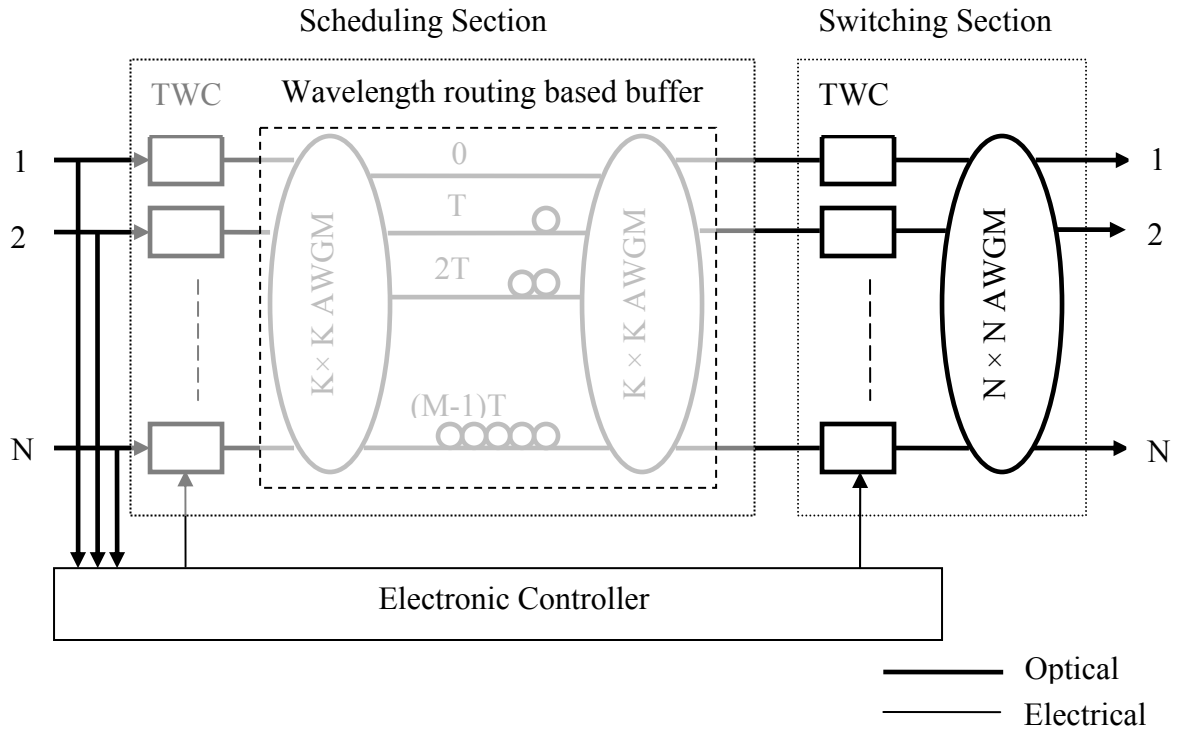 Scheduling Section
Switching Section
TWC
Wavelength routing based buffer
TWC
1
0
1
2
T
2
2T
K× K AWGM
K × K AWGM
N × N AWGM
(M-1)T
N
N
Electronic Controller
Optical
Electrical